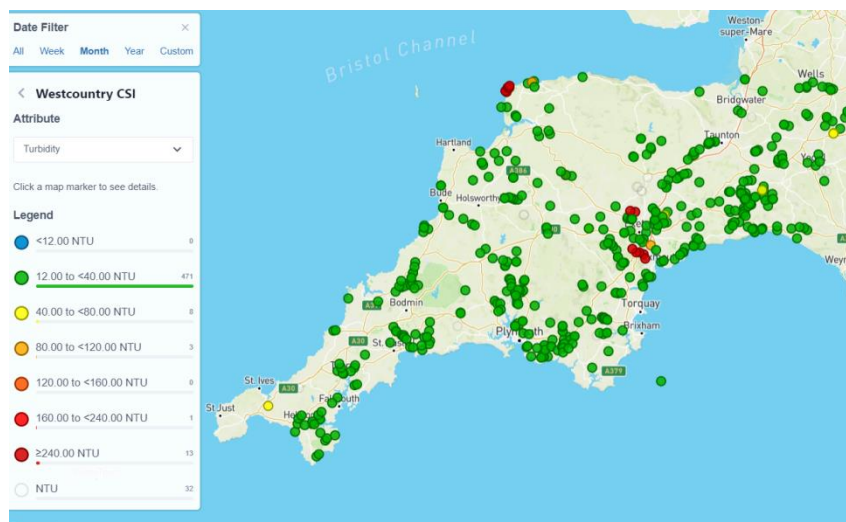 Date Filter ×
All Week Month Year Custom
Westcountry CSI
Attribute
Turbidity
Click a map marker to see details.
Legend
<12.00 NTU 0
12.00 to <40.00 NTU 471
40.00 to <80.00 NTU 8
80.00 to <120.00 NTU 3
120.00 to <160.00 NTU 0
160.00 to <240.00 NTU 1
≥240.00 NTU 13
NTU 32
Bristol Channel
Weston-
super-Mare
Wells
Bridgwater
Taunton
Hartland
A386
Bude
Holsworthy
Torquay
Brixham
Bodmin
A30
St. Ives
A30
St Just
A379